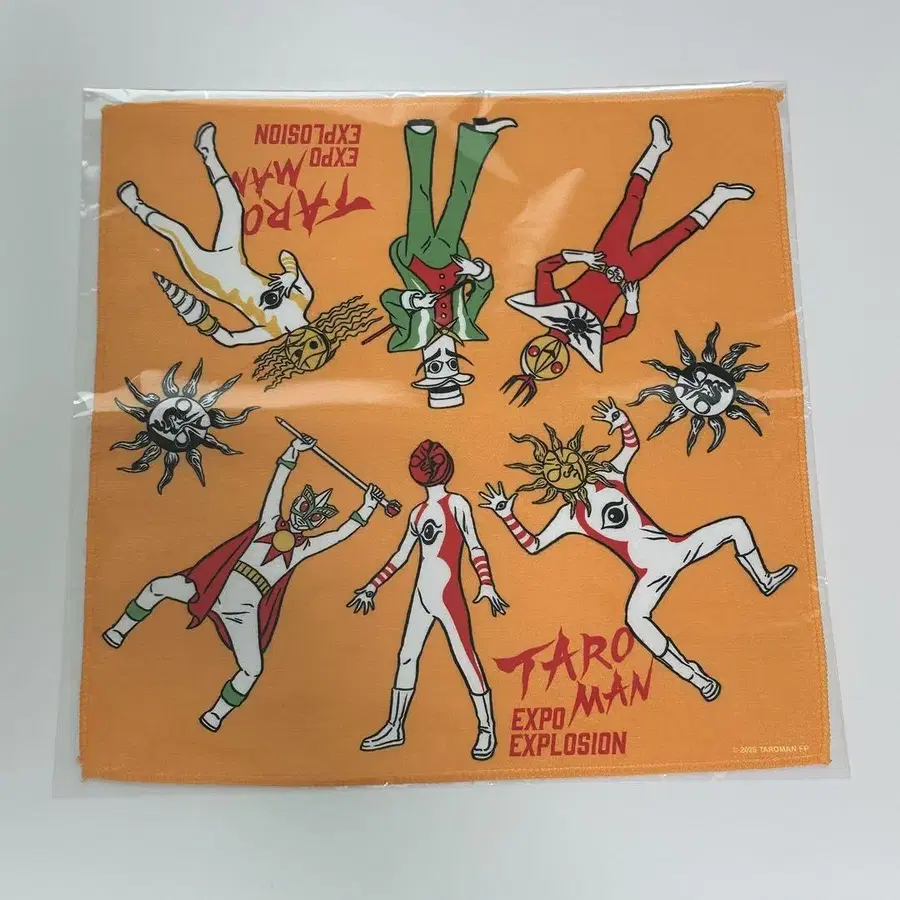 TARO
MAN
EXPO
EXPLOSION
TARO
MAN
EXPO
EXPLOSION
© 2025 TAROMAN FP